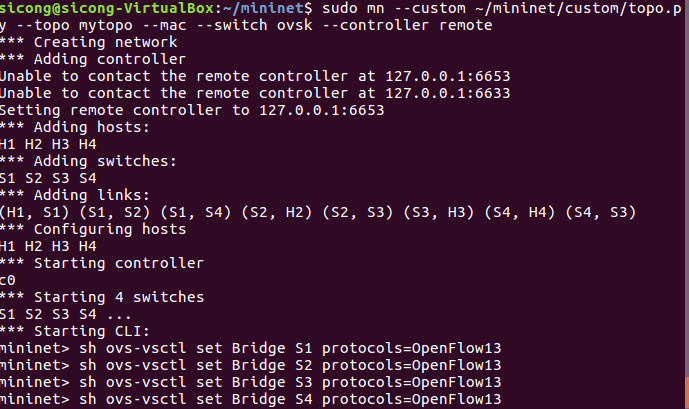 sicong@sicong-VirtualBox:~/mininet$ sudo mn --custom ~/mininet/custom/topo.p
y --topo mytopo --mac --switch ovsk --controller remote
*** Creating network
*** Adding controller
Unable to contact the remote controller at 127.0.0.1:6653
Unable to contact the remote controller at 127.0.0.1:6633
Setting remote controller to 127.0.0.1:6653
*** Adding hosts:
H1 H2 H3 H4
*** Adding switches:
S1 S2 S3 S4
*** Adding links:
(H1, S1) (S1, S2) (S1, S4) (S2, H2) (S2, S3) (S3, H3) (S4, H4) (S4, S3)
*** Configuring hosts
H1 H2 H3 H4
*** Starting controller
c0
*** Starting 4 switches
S1 S2 S3 S4 ...
*** Starting CLI:
mininet> sh ovs-vsctl set Bridge S1 protocols=OpenFlow13
mininet> sh ovs-vsctl set Bridge S2 protocols=OpenFlow13
mininet> sh ovs-vsctl set Bridge S3 protocols=OpenFlow13
mininet> sh ovs-vsctl set Bridge S4 protocols=OpenFlow13